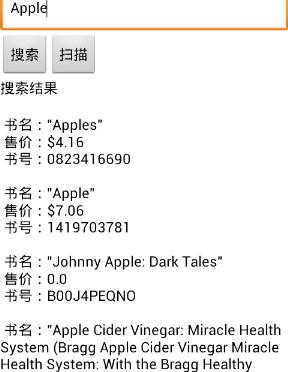 Apple
搜索 扫描
搜索结果
书名："Apples"
售价：$4.16
书号：0823416690
书名："Apple"
售价：$7.06
书号：1419703781
书名："Johnny Apple: Dark Tales"
售价：0.0
书号：B00J4PEQNO
书名："Apple Cider Vinegar: Miracle Health
System (Bragg Apple Cider Vinegar Miracle
Health System: With the Bragg Healthy